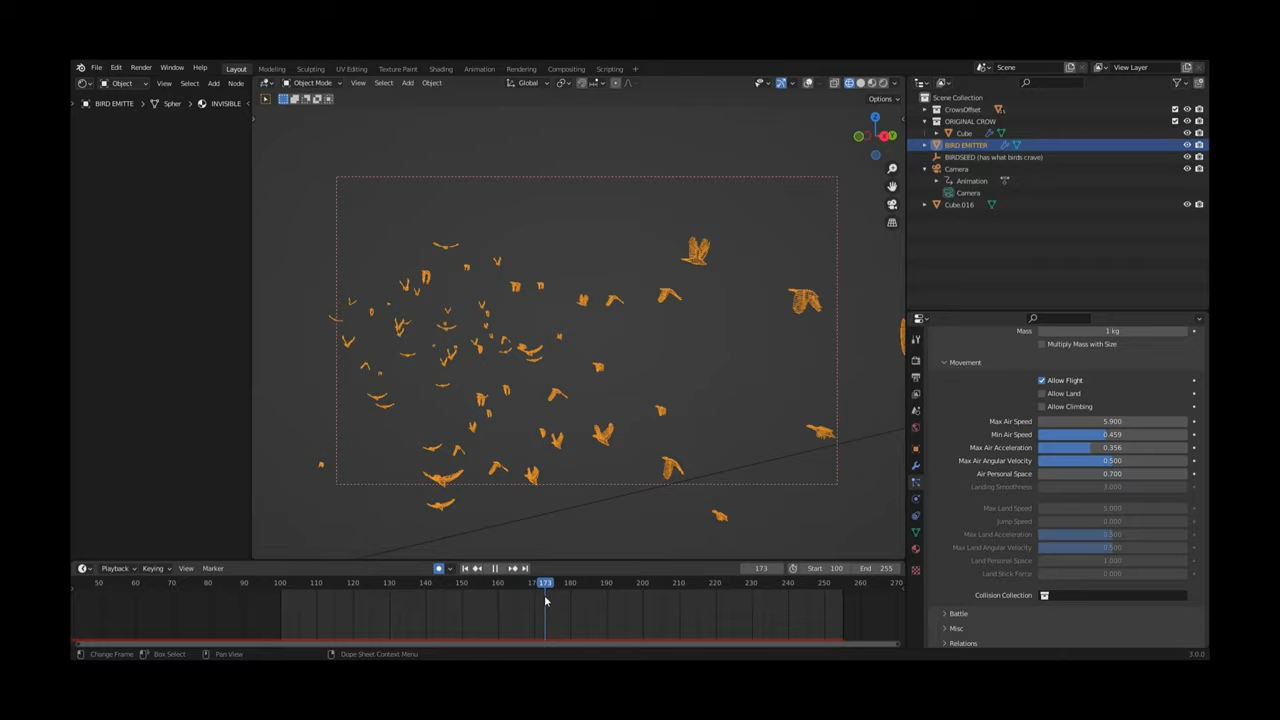 File Edit Render Window Help Layout Modeling Sculpting UV Editing Texture Paint Shading Animation Rendering Compositing Scripting Scene View Layer
Object View Select Add Node Object Mode View Select Add Object Global
BIRD EMITTE Spher INVISIBLE Options
Z
Y
Scene Collection
CrowsOffset
ORIGINAL CROW
Cube
BIRD EMITTER
BIRDSEED (has what birds crave)
Camera
Animation
Camera
Cube.016
Mass 1 kg
Multiply Mass with Size
Movement
Allow Flight
Allow Land
Allow Climbing
Max Air Speed 5.900
Min Air Speed 0.459
Max Air Acceleration 0.356
Max Air Angular Velocity 0.500
Air Personal Space 0.700
Landing Smoothness 3.000
Max Land Speed 5.000
Jump Speed 0.000
Max Land Acceleration 0.500
Max Land Angular Velocity 0.500
Land Personal Space 1.000
Land Stick Force 0.000
Collision Collection
Battle
Misc
Relations
Playback Keying View Marker 173 Start 100 End 255
50 60 70 80 90 100 110 120 130 140 150 160 17 173 180 190 200 210 220 230 240 250 260 270
Change Frame Box Select Pan View Dope Sheet Context Menu 3.0.0